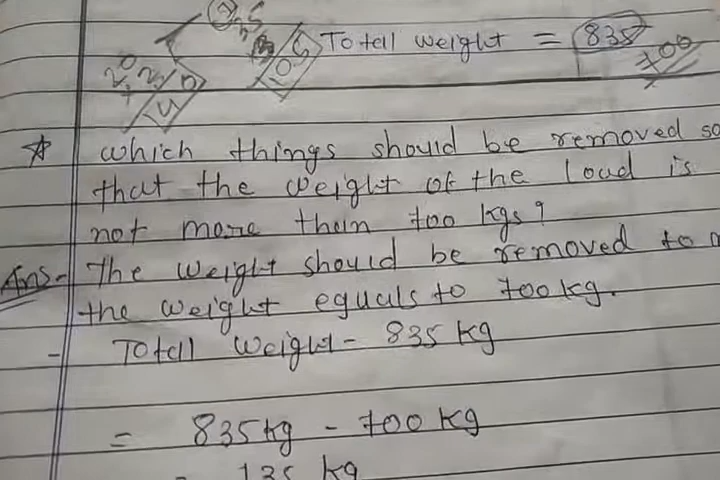 Total weight = 835
700
★ which things should be removed so
that the weight of the load is
not more than 700 kgs?
Ans- The weight should be removed to
the weight equals to 700 kg.
- Total weight - 835 kg
= 835 kg - 700 kg
= 135 kg